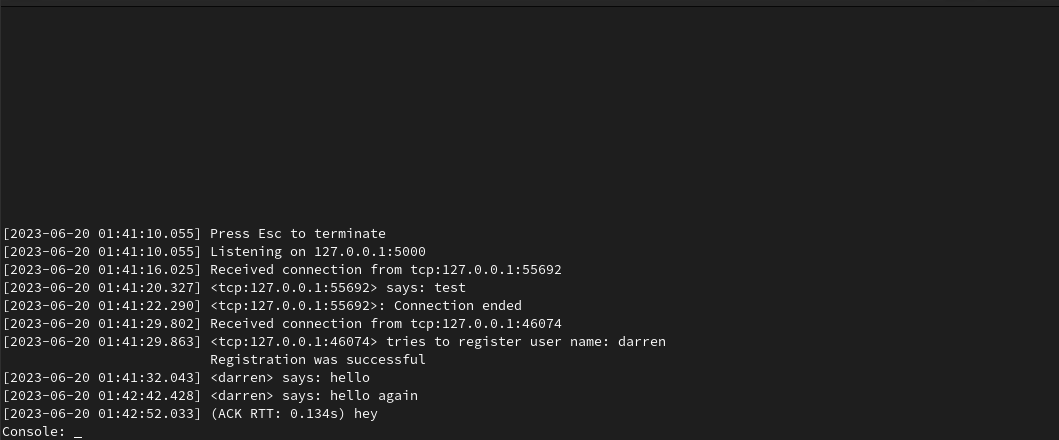 [2023-06-20 01:41:10.055] Press Esc to terminate
[2023-06-20 01:41:10.055] Listening on 127.0.0.1:5000
[2023-06-20 01:41:16.025] Received connection from tcp:127.0.0.1:55692
[2023-06-20 01:41:20.327] <tcp:127.0.0.1:55692> says: test
[2023-06-20 01:41:22.290] <tcp:127.0.0.1:55692>: Connection ended
[2023-06-20 01:41:29.802] Received connection from tcp:127.0.0.1:46074
[2023-06-20 01:41:29.863] <tcp:127.0.0.1:46074> tries to register user name: darren
Registration was successful
[2023-06-20 01:41:32.043] <darren> says: hello
[2023-06-20 01:42:42.428] <darren> says: hello again
[2023-06-20 01:42:52.033] (ACK RTT: 0.134s) hey
Console: _